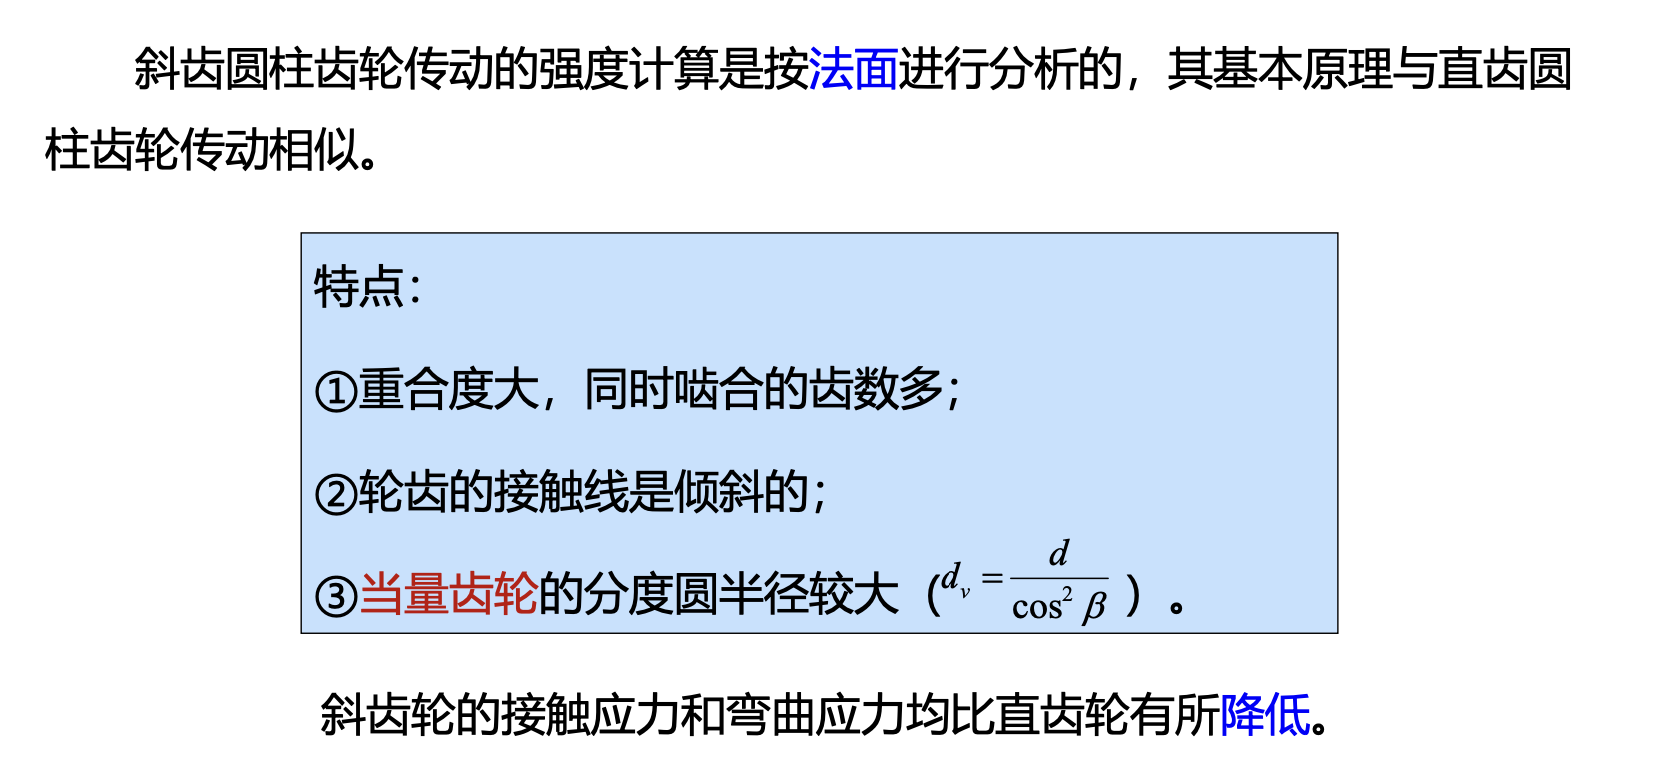 斜齿圆柱齿轮传动的强度计算是按法面进行分析的，其基本原理与直齿圆
柱齿轮传动相似。
特点：
①重合度大，同时啮合的齿数多；
②轮齿的接触线是倾斜的；
③当量齿轮的分度圆半径较大（d_v = d / cos² β）。
斜齿轮的接触应力和弯曲应力均比直齿轮有所降低。